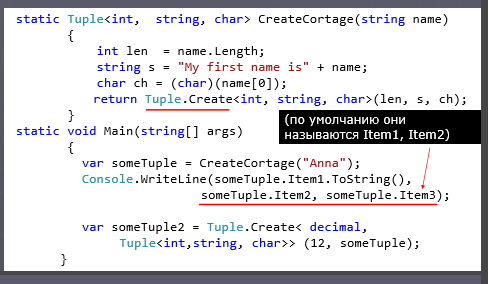 static Tuple<int,  string, char> CreateCortage(string name)
{
int len  = name.Length;
string s = "My first name is" + name;
char ch = (char)(name[0]);
return Tuple.Create<int, string, char>(len, s, ch);
}
(по умолчанию они
называются Item1, Item2)
static void Main(string[] args)
{
var someTuple = CreateCortage("Anna");
Console.WriteLine(someTuple.Item1.ToString(),
someTuple.Item2, someTuple.Item3);
var someTuple2 = Tuple.Create< decimal,
Tuple<int,string, char>> (12, someTuple);
}